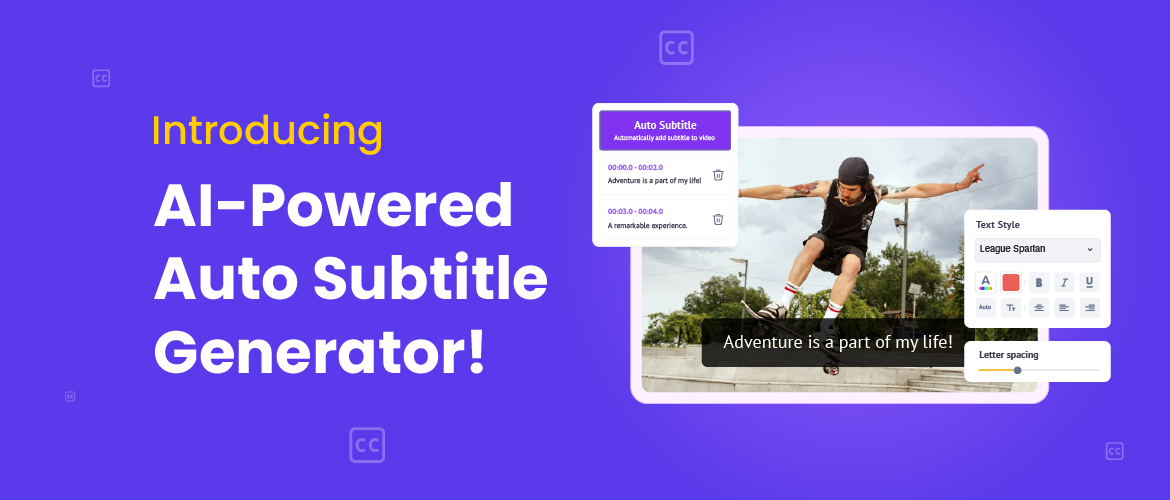 CC
CC
Introducing
AI-Powered
Auto Subtitle
Generator!
Auto Subtitle
Automatically add subtitle to video
00:00.0 - 00:02.0
Adventure is a part of my life!
00:03.0 - 00:04.0
A remarkable experience.
Text Style
League Spartan
A
B I U
Auto Tт
Adventure is a part of my life!
Letter spacing
CC
CC
CC